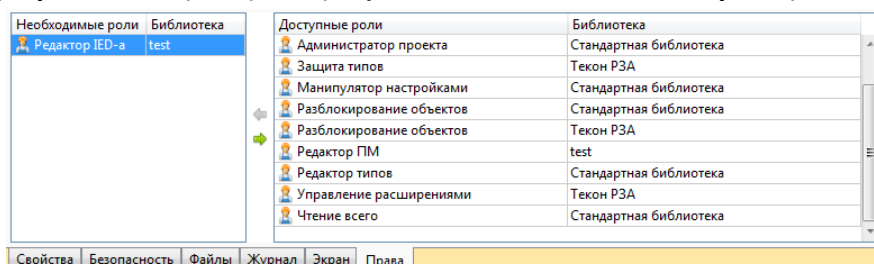 Необходимые роли Библиотека Доступные роли Библиотека
Редактор IED-а test Администратор проекта Стандартная библиотека
Защита типов Текон РЗА
Манипулятор настройками Стандартная библиотека
Разблокирование объектов Стандартная библиотека
Разблокирование объектов Текон РЗА
Редактор ПМ test
Редактор типов Стандартная библиотека
Управление расширениями Текон РЗА
Чтение всего Стандартная библиотека
Свойства Безопасность Файлы Журнал Экран Права